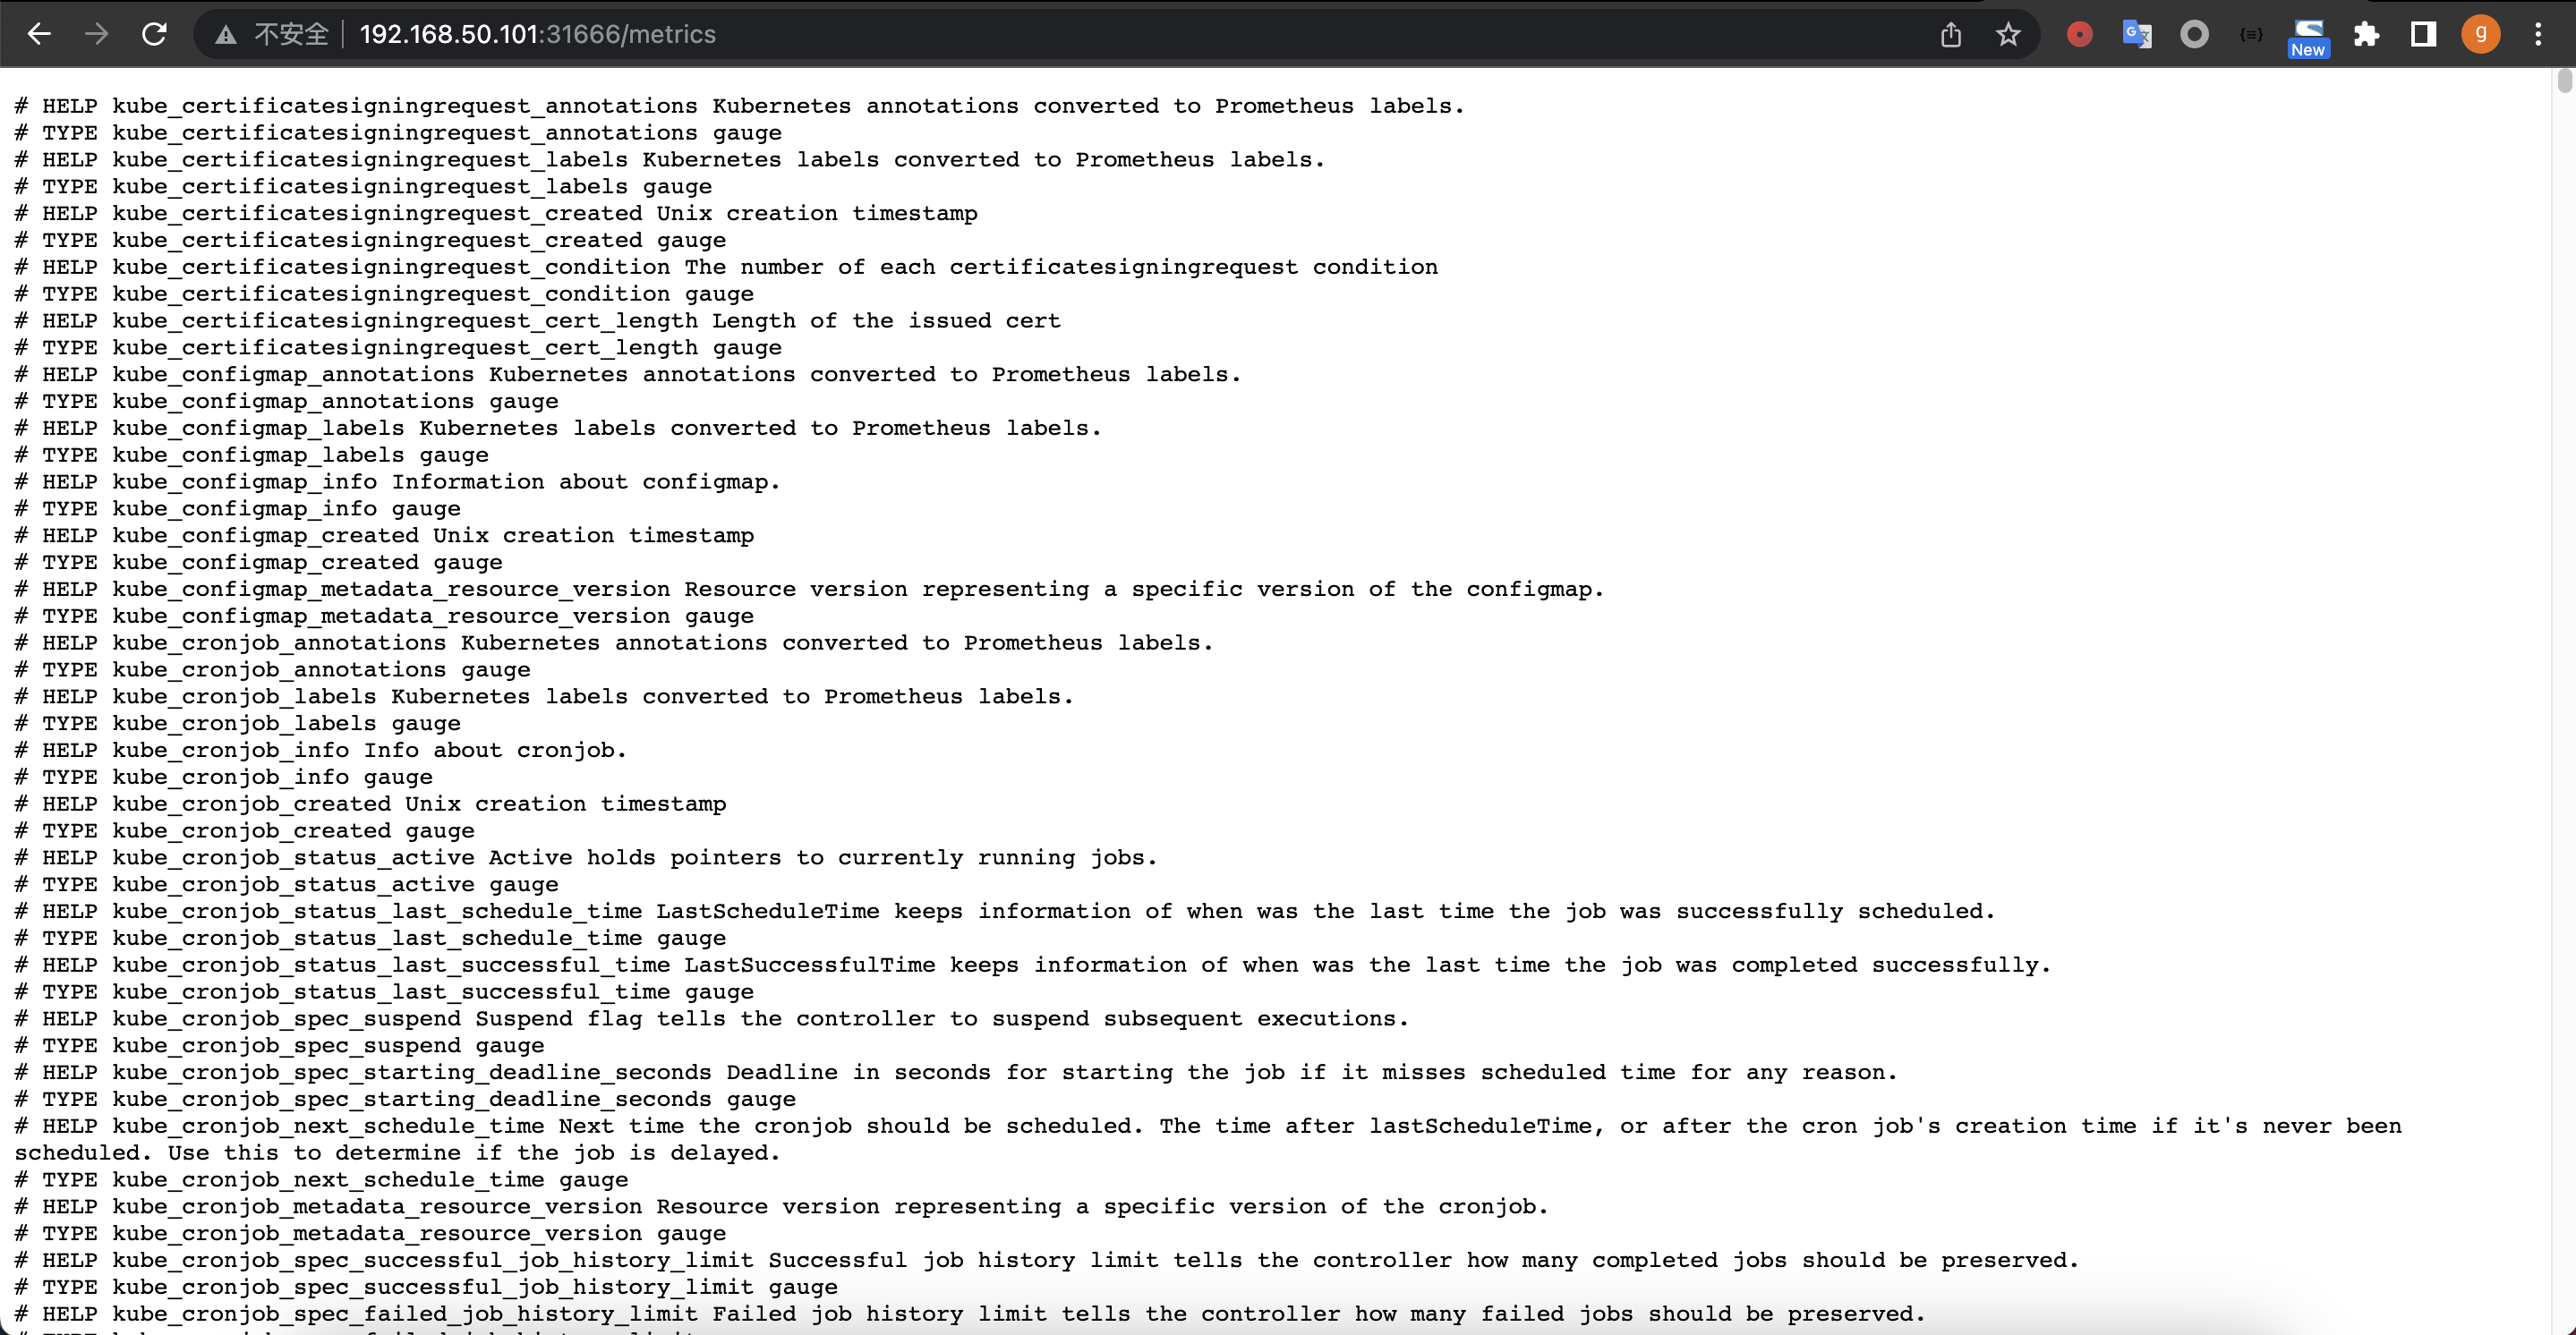 不安全 192.168.50.101:31666/metrics
New
g
# HELP kube_certificatesigningrequest_annotations Kubernetes annotations converted to Prometheus labels.
# TYPE kube_certificatesigningrequest_annotations gauge
# HELP kube_certificatesigningrequest_labels Kubernetes labels converted to Prometheus labels.
# TYPE kube_certificatesigningrequest_labels gauge
# HELP kube_certificatesigningrequest_created Unix creation timestamp
# TYPE kube_certificatesigningrequest_created gauge
# HELP kube_certificatesigningrequest_condition The number of each certificatesigningrequest condition
# TYPE kube_certificatesigningrequest_condition gauge
# HELP kube_certificatesigningrequest_cert_length Length of the issued cert
# TYPE kube_certificatesigningrequest_cert_length gauge
# HELP kube_configmap_annotations Kubernetes annotations converted to Prometheus labels.
# TYPE kube_configmap_annotations gauge
# HELP kube_configmap_labels Kubernetes labels converted to Prometheus labels.
# TYPE kube_configmap_labels gauge
# HELP kube_configmap_info Information about configmap.
# TYPE kube_configmap_info gauge
# HELP kube_configmap_created Unix creation timestamp
# TYPE kube_configmap_created gauge
# HELP kube_configmap_metadata_resource_version Resource version representing a specific version of the configmap.
# TYPE kube_configmap_metadata_resource_version gauge
# HELP kube_cronjob_annotations Kubernetes annotations converted to Prometheus labels.
# TYPE kube_cronjob_annotations gauge
# HELP kube_cronjob_labels Kubernetes labels converted to Prometheus labels.
# TYPE kube_cronjob_labels gauge
# HELP kube_cronjob_info Info about cronjob.
# TYPE kube_cronjob_info gauge
# HELP kube_cronjob_created Unix creation timestamp
# TYPE kube_cronjob_created gauge
# HELP kube_cronjob_status_active Active holds pointers to currently running jobs.
# TYPE kube_cronjob_status_active gauge
# HELP kube_cronjob_status_last_schedule_time LastScheduleTime keeps information of when was the last time the job was successfully scheduled.
# TYPE kube_cronjob_status_last_schedule_time gauge
# HELP kube_cronjob_status_last_successful_time LastSuccessfulTime keeps information of when was the last time the job was completed successfully.
# TYPE kube_cronjob_status_last_successful_time gauge
# HELP kube_cronjob_spec_suspend Suspend flag tells the controller to suspend subsequent executions.
# TYPE kube_cronjob_spec_suspend gauge
# HELP kube_cronjob_spec_starting_deadline_seconds Deadline in seconds for starting the job if it misses scheduled time for any reason.
# TYPE kube_cronjob_spec_starting_deadline_seconds gauge
# HELP kube_cronjob_next_schedule_time Next time the cronjob should be scheduled. The time after lastScheduleTime, or after the cron job's creation time if it's never been
scheduled. Use this to determine if the job is delayed.
# TYPE kube_cronjob_next_schedule_time gauge
# HELP kube_cronjob_metadata_resource_version Resource version representing a specific version of the cronjob.
# TYPE kube_cronjob_metadata_resource_version gauge
# HELP kube_cronjob_spec_successful_job_history_limit Successful job history limit tells the controller how many completed jobs should be preserved.
# TYPE kube_cronjob_spec_successful_job_history_limit gauge
# HELP kube_cronjob_spec_failed_job_history_limit Failed job history limit tells the controller how many failed jobs should be preserved.